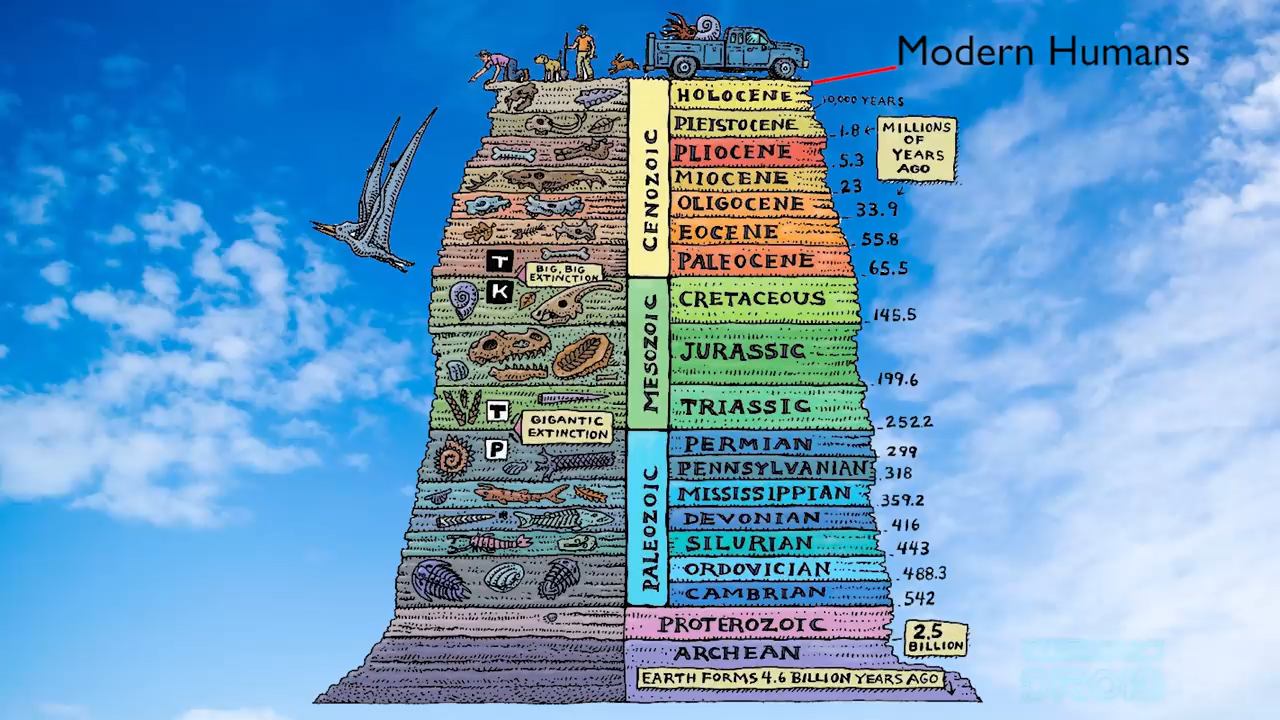 Modern Humans
HOLOCENE
10,000 YEARS
PLEISTOCENE
1.8
MILLIONS
OF
YEARS
AGO
PLIOCENE
5.3
MIOCENE
23
OLIGOCENE
33.9
EOCENE
55.8
PALEOCENE
65.5
CENOZOIC
T
BIG, BIG
EXTINCTION
K
CRETACEOUS
145.5
JURASSIC
199.6
TRIASSIC
252.2
MESOZOIC
T
GIGANTIC
EXTINCTION
P
PERMIAN
299
PENNSYLVANIAN
318
MISSISSIPPIAN
359.2
DEVONIAN
416
SILURIAN
443
ORDOVICIAN
488.3
CAMBRIAN
542
PALEOZOIC
PROTEROZOIC
2.5
BILLION
ARCHEAN
EARTH FORMS 4.6 BILLION YEARS AGO